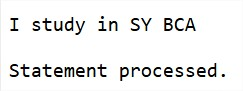 I study in SY BCA
Statement processed.